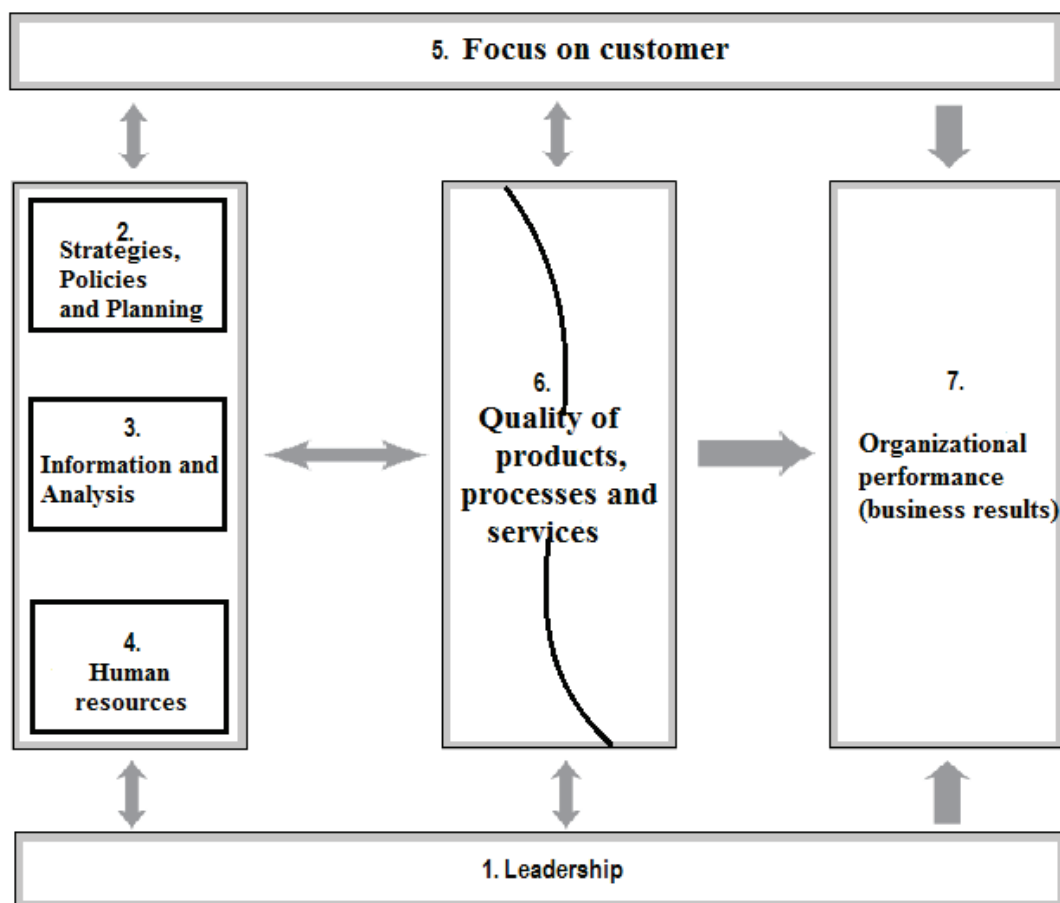 5. Focus on customer
2.
Strategies,
Policies
and Planning
3.
Information and
Analysis
4.
Human
resources
6.
Quality of
products,
processes and
services
7.
Organizational
performance
(business results)
1. Leadership